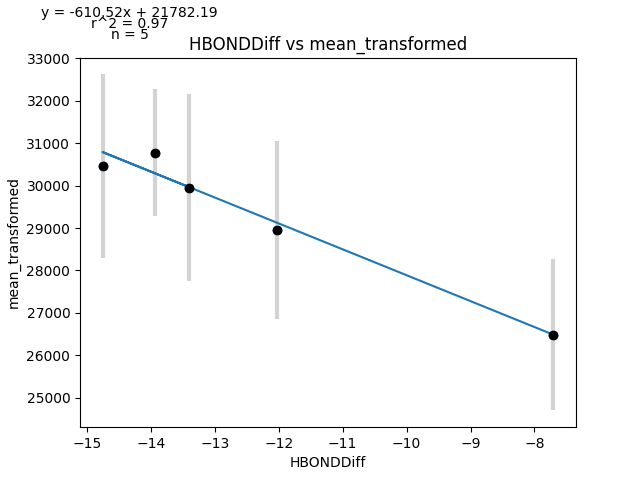 y = -610.52x + 21782.19
r^2 = 0.97
n = 5
HBONDDiff vs mean_transformed
33000
32000
31000
30000
29000
28000
27000
26000
25000
mean_transformed
−15
−14
−13
−12
−11
−10
−9
−8
HBONDDiff